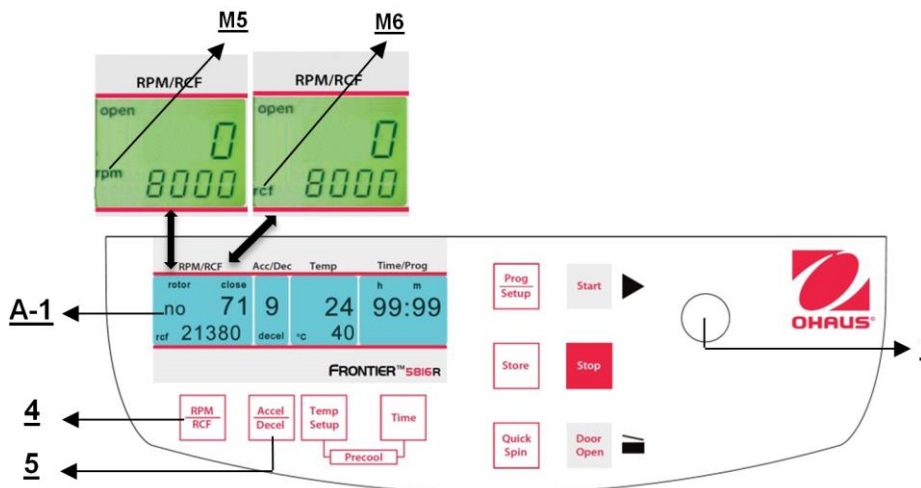 M5
M6
RPM/RCF
RPM/RCF
open
0
rpm 8000
open
0
rcf 8000
RPM/RCF Acc/Dec Temp Time/Prog
rotor close h m
no 71 9 24 99:99
rcf 21380 decel °C 40
FRONTIER™ 5816R
A-1
4
5
RPM
RCF
Accel
Decel
Temp
Setup
Time
Precool
Prog
Setup
Start
Store
Stop
Quick
Spin
Door
Open
OHAUS®